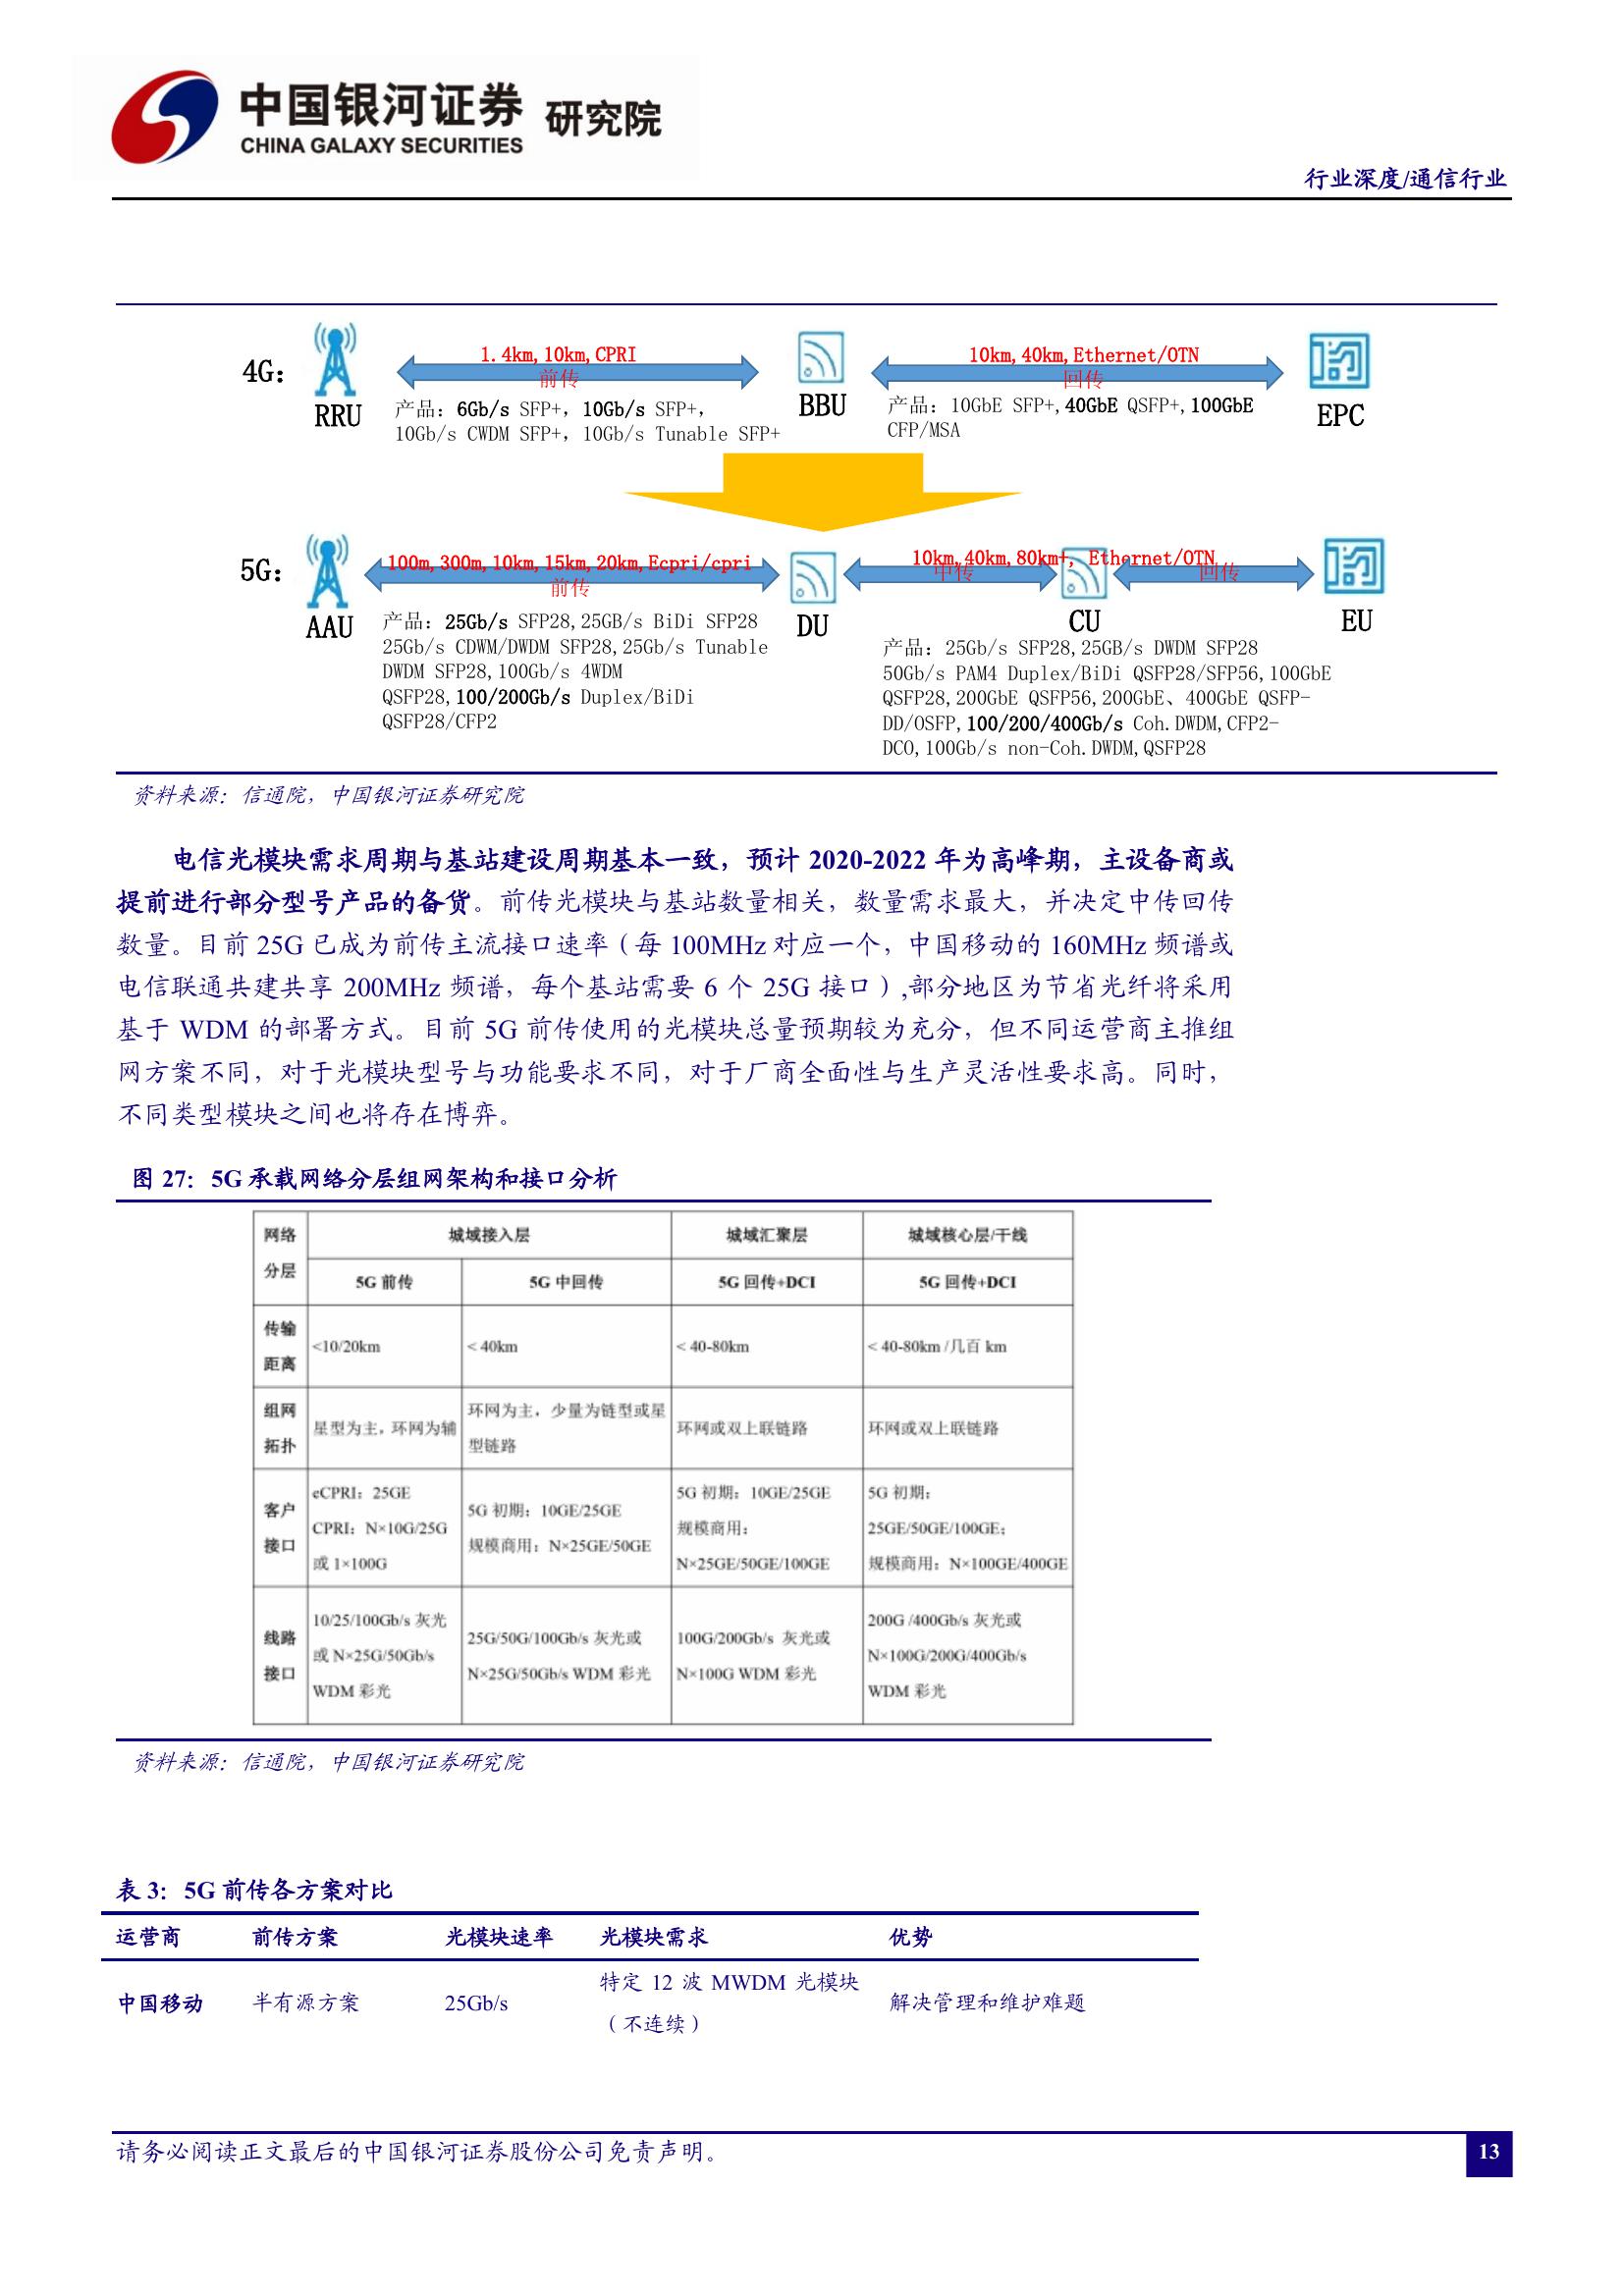 中国银河证券 研究院
CHINA GALAXY SECURITIES
行业深度/通信行业
4G：
RRU
1.4km,10km,CPRI
前传
产品：6Gb/s SFP+，10Gb/s SFP+，
10Gb/s CWDM SFP+，10Gb/s Tunable SFP+
BBU
10km,40km,Ethernet/OTN
回传
产品：10GbE SFP+,40GbE QSFP+,100GbE
CFP/MSA
EPC
5G：
AAU
100m,300m,10km,15km,20km,Ecpri/cpri
前传
产品：25Gb/s SFP28,25GB/s BiDi SFP28
25Gb/s CDWM/DWDM SFP28,25Gb/s Tunable
DWDM SFP28,100Gb/s 4WDM
QSFP28,100/200Gb/s Duplex/BiDi
QSFP28/CFP2
DU
10km,40km,80km+, Ethernet/OTN
中传
回传
CU
EU
产品：25Gb/s SFP28,25GB/s DWDM SFP28
50Gb/s PAM4 Duplex/BiDi QSFP28/SFP56,100GbE
QSFP28,200GbE QSFP56,200GbE、400GbE QSFP-
DD/OSFP,100/200/400Gb/s Coh.DWDM,CFP2-
DCO,100Gb/s non-Coh.DWDM,QSFP28
资料来源：信通院，中国银河证券研究院
电信光模块需求周期与基站建设周期基本一致，预计 2020-2022 年为高峰期，主设备商或
提前进行部分型号产品的备货。前传光模块与基站数量相关，数量需求最大，并决定中传回传
数量。目前 25G 已成为前传主流接口速率（每 100MHz 对应一个，中国移动的 160MHz 频谱或
电信联通共建共享 200MHz 频谱，每个基站需要 6 个 25G 接口）,部分地区为节省光纤将采用
基于 WDM 的部署方式。目前 5G 前传使用的光模块总量预期较为充分，但不同运营商主推组
网方案不同，对于光模块型号与功能要求不同，对于厂商全面性与生产灵活性要求高。同时，
不同类型模块之间也将存在博弈。
图 27：5G 承载网络分层组网架构和接口分析
网络
分层
城域接入层
城域汇聚层
城域核心层/干线
5G 前传
5G 中回传
5G 回传+DCI
5G 回传+DCI
传输
距离
<10/20km
< 40km
< 40-80km
< 40-80km /几百 km
组网
拓扑
星型为主，环网为辅
环网为主，少量为链型或星
型链路
环网或双上联链路
环网或双上联链路
客户
接口
eCPRI：25GE
CPRI：N×10G/25G
或 1×100G
5G 初期：10GE/25GE
规模商用：N×25GE/50GE
5G 初期：10GE/25GE
规模商用：
N×25GE/50GE/100GE
5G 初期：
25GE/50GE/100GE；
规模商用：N×100GE/400GE
线路
接口
10/25/100Gb/s 灰光
或 N×25G/50Gb/s
WDM 彩光
25G/50G/100Gb/s 灰光或
N×25G/50Gb/s WDM 彩光
100G/200Gb/s 灰光或
N×100G WDM 彩光
200G /400Gb/s 灰光或
N×100G/200G/400Gb/s
WDM 彩光
资料来源：信通院，中国银河证券研究院
表 3：5G 前传各方案对比
运营商 前传方案 光模块速率 光模块需求 优势
中国移动 半有源方案 25Gb/s
特定 12 波 MWDM 光模块
（不连续）
解决管理和维护难题
请务必阅读正文最后的中国银河证券股份公司免责声明。
13